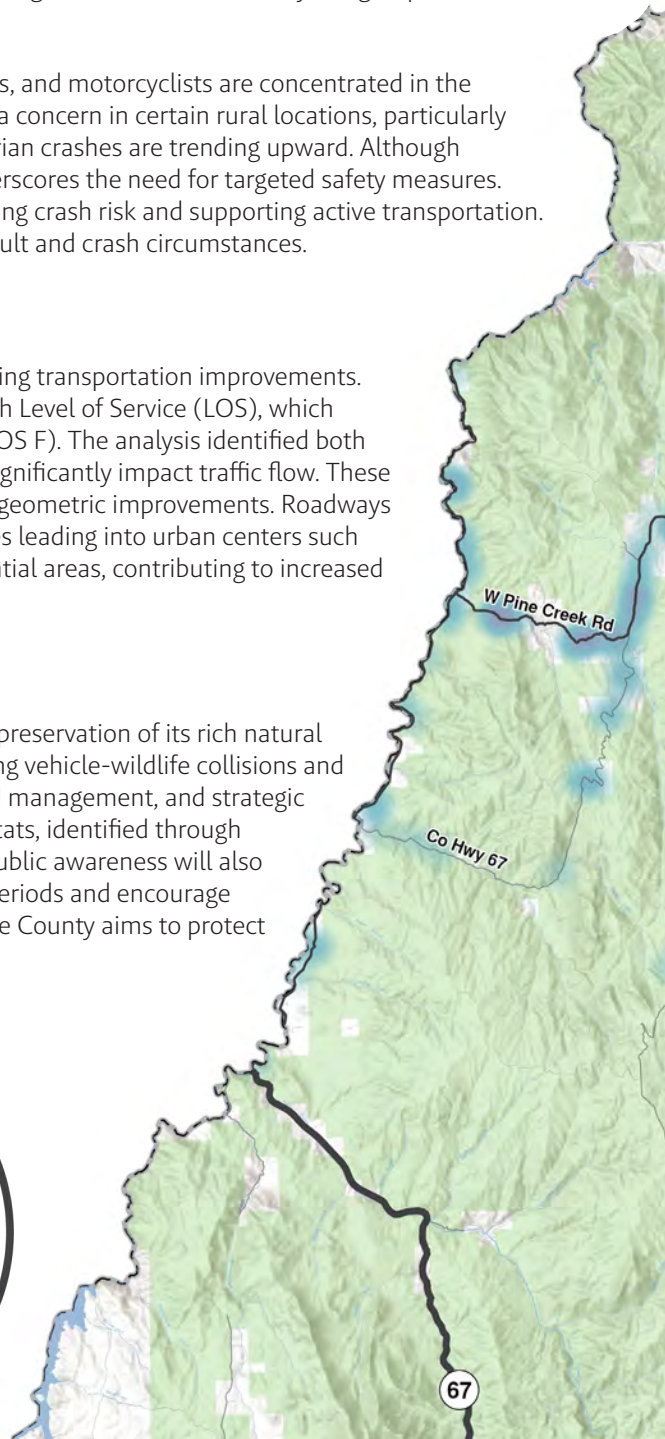 s, and motorcyclists are concentrated in the
a concern in certain rural locations, particularly
rian crashes are trending upward. Although
erscores the need for targeted safety measures.
ing crash risk and supporting active transportation.
ult and crash circumstances.
ing transportation improvements.
h Level of Service (LOS), which
OS F). The analysis identified both
ignificantly impact traffic flow. These
geometric improvements. Roadways
es leading into urban centers such
ntial areas, contributing to increased
W Pine Creek Rd
preservation of its rich natural
ng vehicle-wildlife collisions and
management, and strategic
tats, identified through
ublic awareness will also
eriods and encourage
e County aims to protect
Co Hwy 67
67